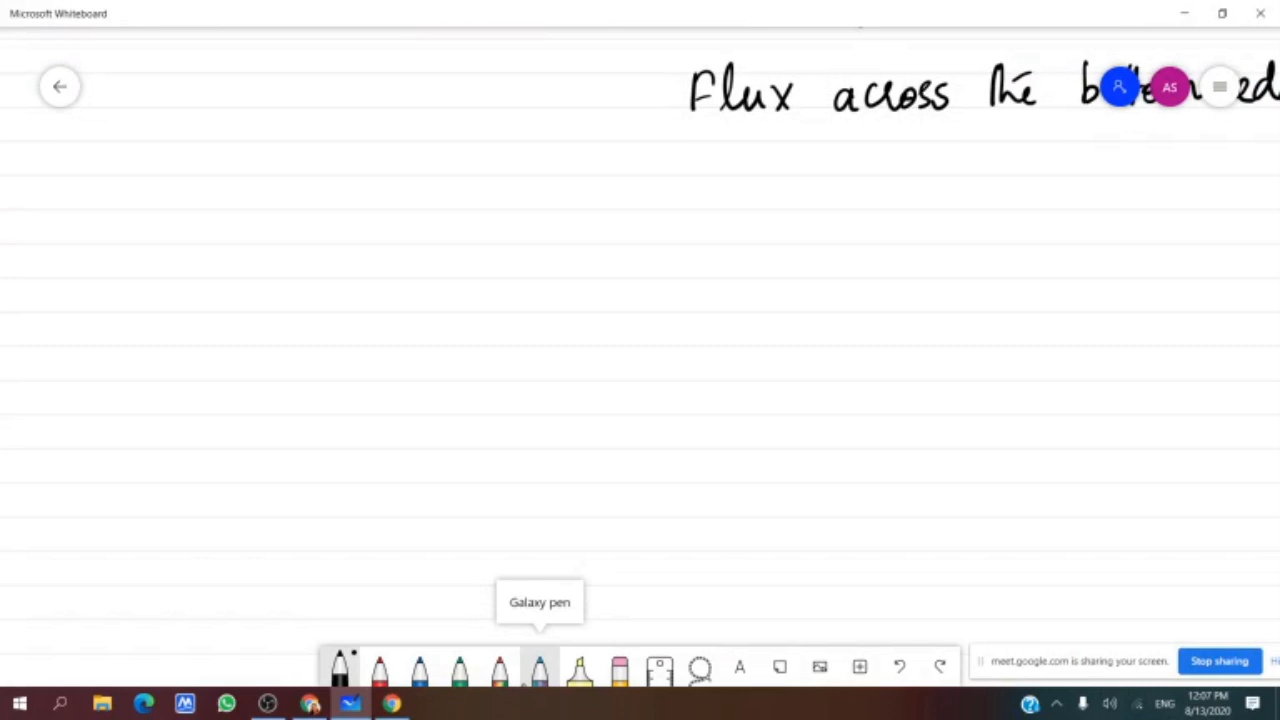 Microsoft Whiteboard
Flux across the
AS
Galaxy pen
A
meet.google.com is sharing your screen.
Stop sharing
Hi
12:07 PM
ENG
8/13/2020